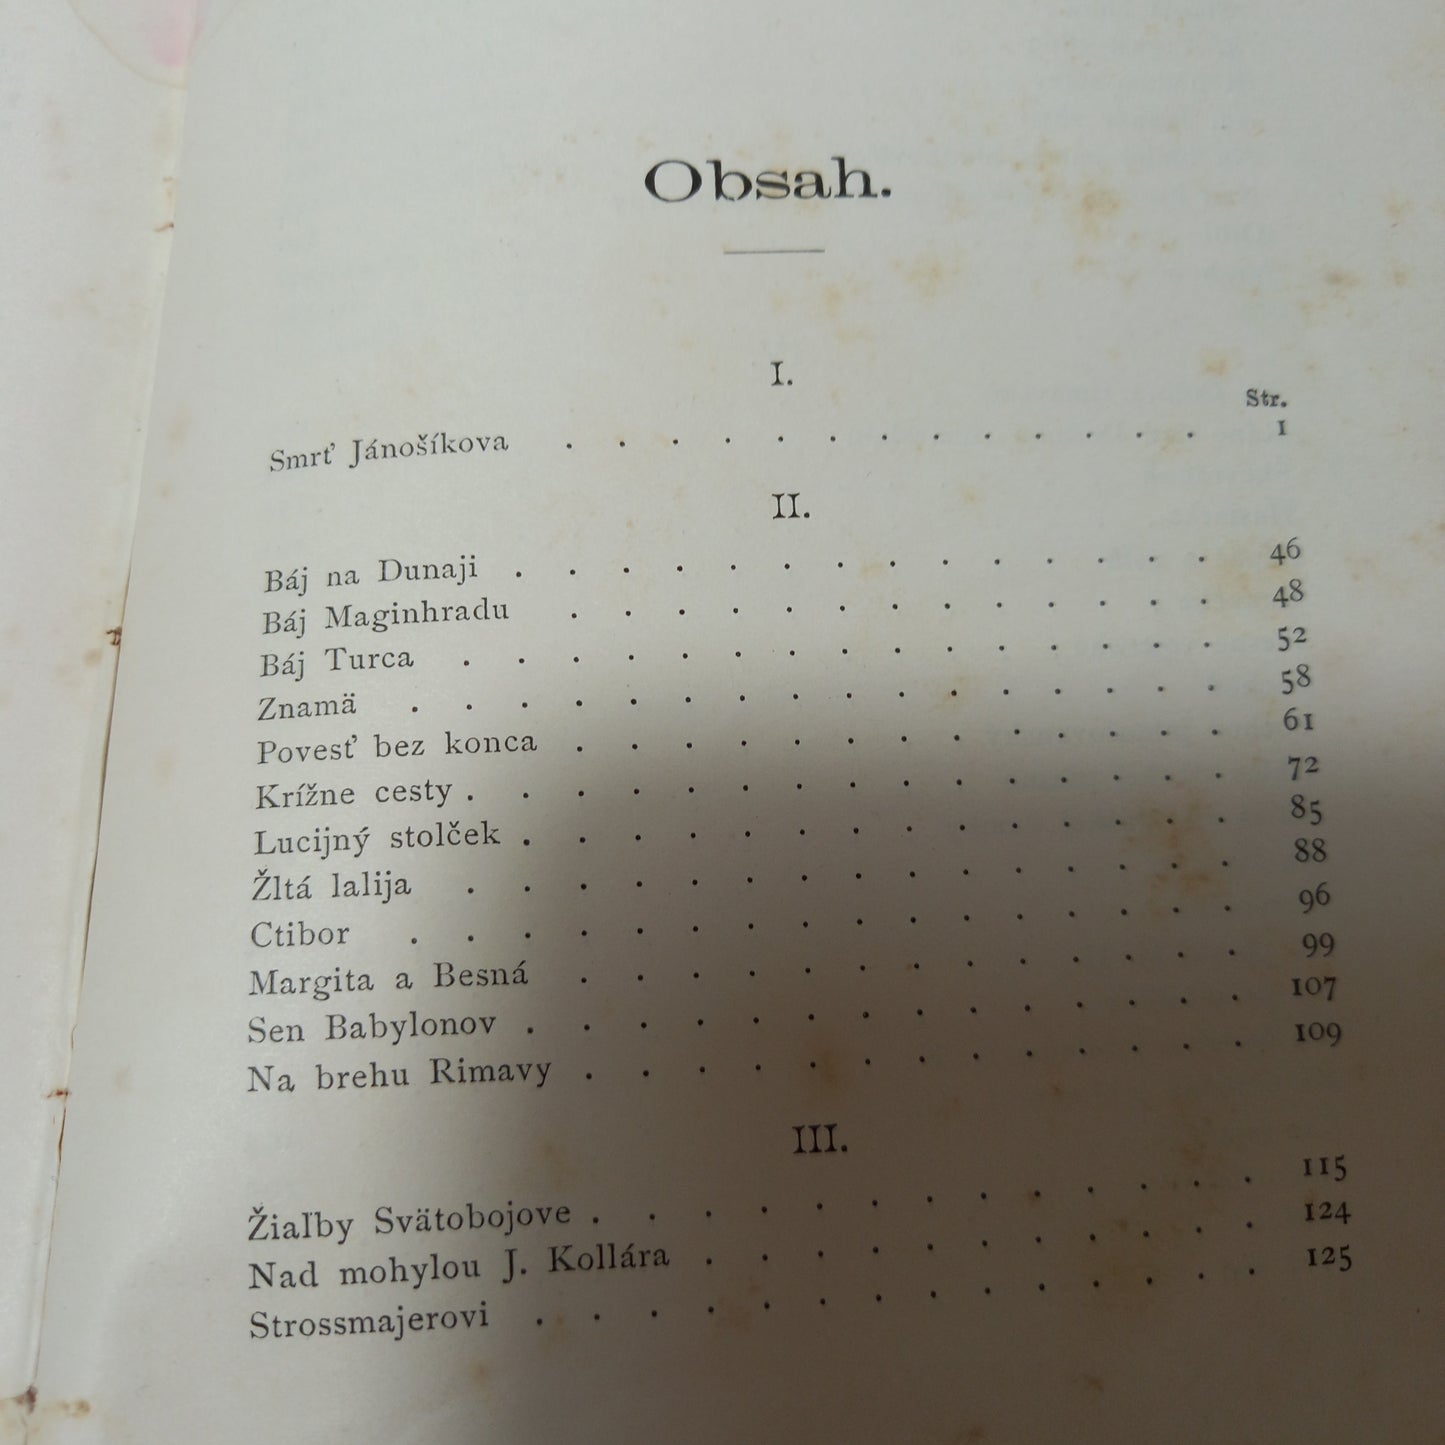 Obsah.
I.
Str.
Smrť Jánošíkova . . . . . . . . . . . . . 1
II.
Báj na Dunaji . . . . . . . . . . . . . . 46
Báj Maginhradu . . . . . . . . . . . . . 48
Báj Turca . . . . . . . . . . . . . . . 52
Znamä . . . . . . . . . . . . . . . . 58
Povesť bez konca . . . . . . . . . . . . . 61
Krížne cesty . . . . . . . . . . . . . . . 72
Lucijný stolček . . . . . . . . . . . . . . 85
Žltá lalija . . . . . . . . . . . . . . . 88
Ctibor . . . . . . . . . . . . . . . . 96
Margita a Besná . . . . . . . . . . . . . 99
Sen Babylonov . . . . . . . . . . . . . . 107
Na brehu Rimavy . . . . . . . . . . . . . 109
III.
Žiaľby Svätobojove . . . . . . . . . . . . . 115
Nad mohylou J. Kollára . . . . . . . . . . . 124
Strossmajerovi . . . . . . . . . . . . . . 125